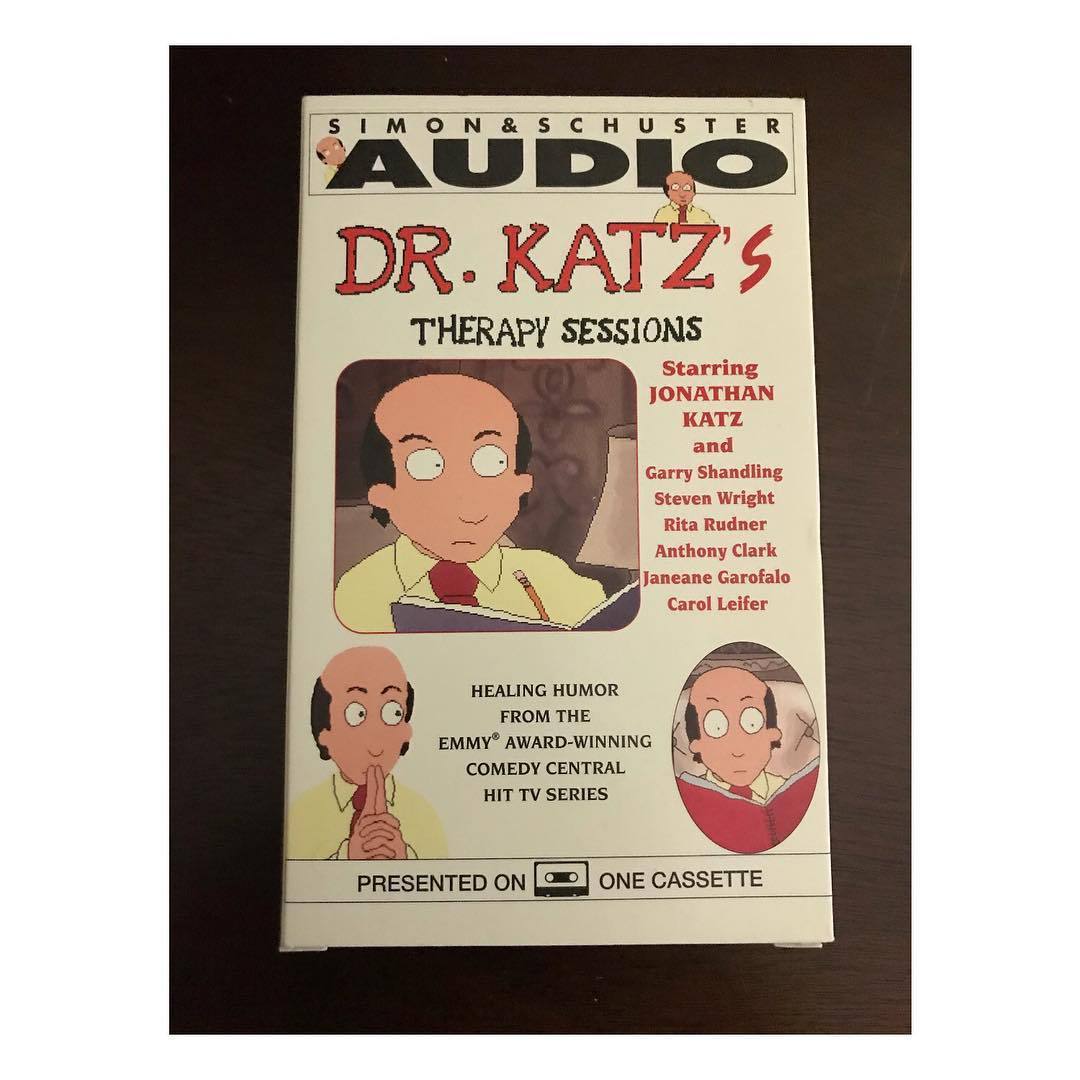 SIMON & SCHUSTER
AUDIO
DR. KATZ's
THERAPY SESSIONS
Starring
JONATHAN
KATZ
and
Garry Shandling
Steven Wright
Rita Rudner
Anthony Clark
Janeane Garofalo
Carol Leifer
HEALING HUMOR
FROM THE
EMMY® AWARD-WINNING
COMEDY CENTRAL
HIT TV SERIES
PRESENTED ON ONE CASSETTE